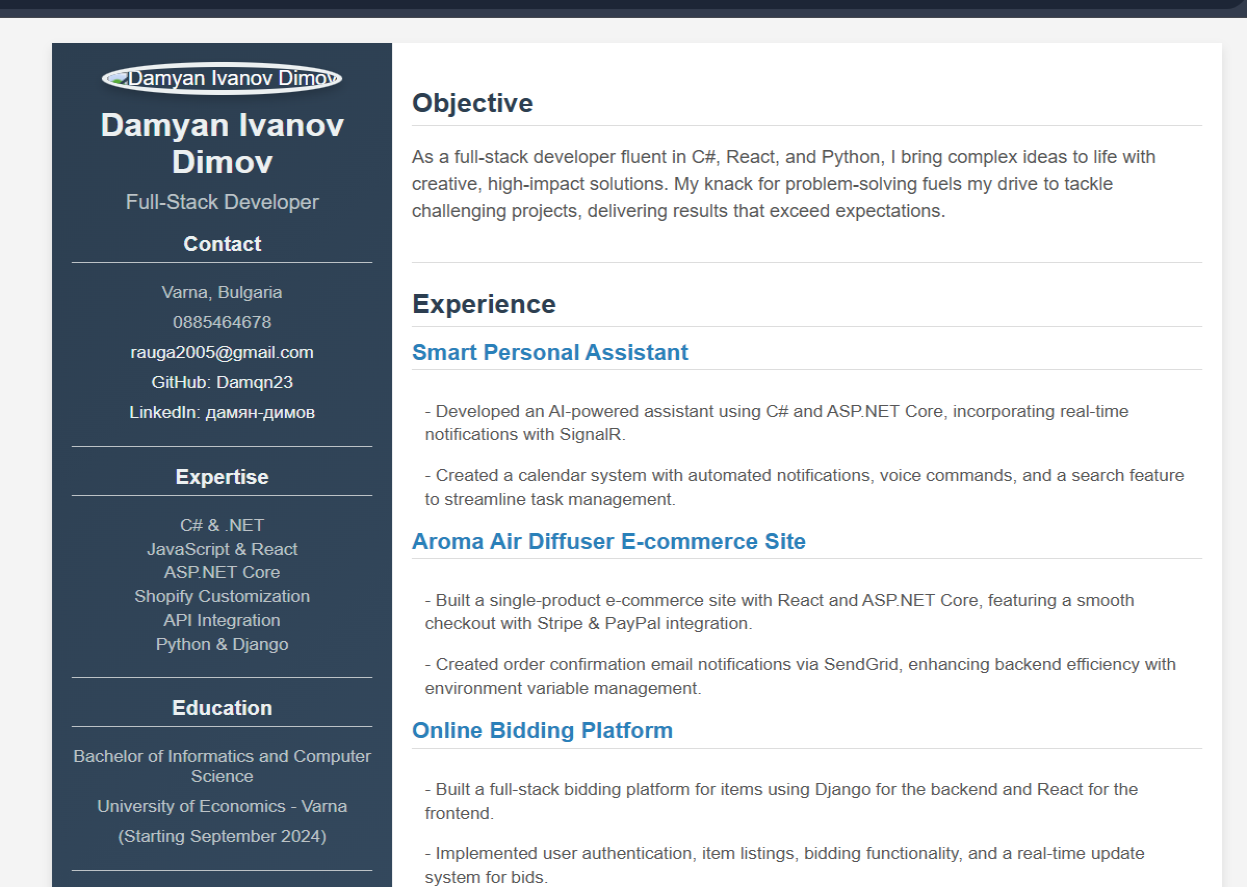 Damyan Ivanov Dimov
Damyan Ivanov
Dimov
Full-Stack Developer
Contact
Varna, Bulgaria
0885464678
rauga2005@gmail.com
GitHub: Damqn23
LinkedIn: дамян-димов
Expertise
C# & .NET
JavaScript & React
ASP.NET Core
Shopify Customization
API Integration
Python & Django
Education
Bachelor of Informatics and Computer
Science
University of Economics - Varna
(Starting September 2024)
Objective
As a full-stack developer fluent in C#, React, and Python, I bring complex ideas to life with
creative, high-impact solutions. My knack for problem-solving fuels my drive to tackle
challenging projects, delivering results that exceed expectations.
Experience
Smart Personal Assistant
- Developed an AI-powered assistant using C# and ASP.NET Core, incorporating real-time
notifications with SignalR.
- Created a calendar system with automated notifications, voice commands, and a search feature
to streamline task management.
Aroma Air Diffuser E-commerce Site
- Built a single-product e-commerce site with React and ASP.NET Core, featuring a smooth
checkout with Stripe & PayPal integration.
- Created order confirmation email notifications via SendGrid, enhancing backend efficiency with
environment variable management.
Online Bidding Platform
- Built a full-stack bidding platform for items using Django for the backend and React for the
frontend.
- Implemented user authentication, item listings, bidding functionality, and a real-time update
system for bids.